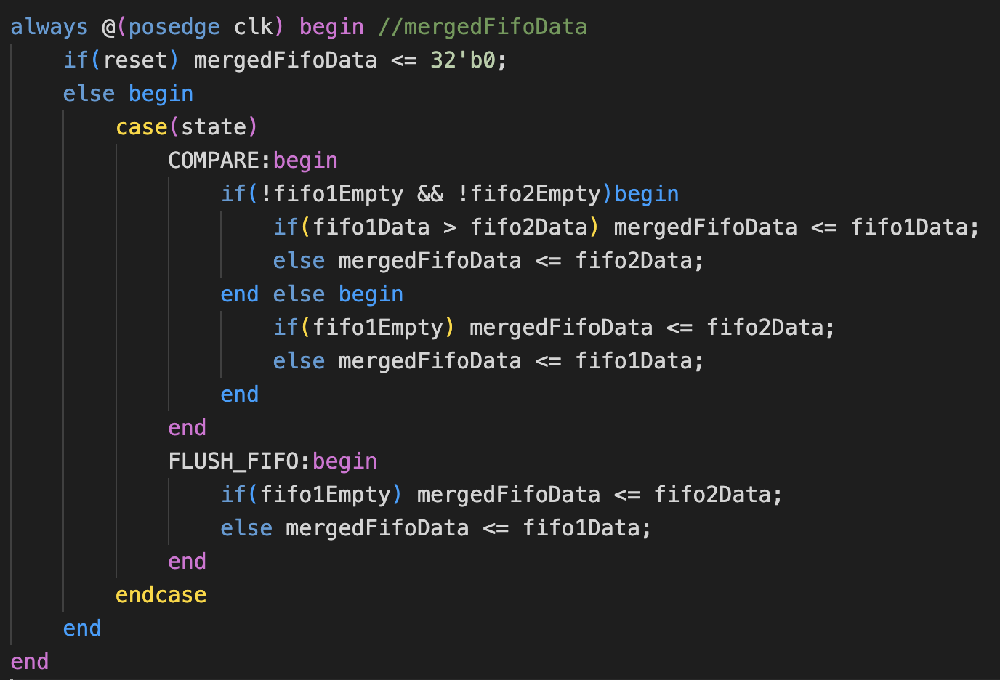 always @(posedge clk) begin //mergedFifoData
if(reset) mergedFifoData <= 32'b0;
else begin
case(state)
COMPARE:begin
if(!fifo1Empty && !fifo2Empty)begin
if(fifo1Data > fifo2Data) mergedFifoData <= fifo1Data;
else mergedFifoData <= fifo2Data;
end else begin
if(fifo1Empty) mergedFifoData <= fifo2Data;
else mergedFifoData <= fifo1Data;
end
end
FLUSH_FIFO:begin
if(fifo1Empty) mergedFifoData <= fifo2Data;
else mergedFifoData <= fifo1Data;
end
endcase
end
end